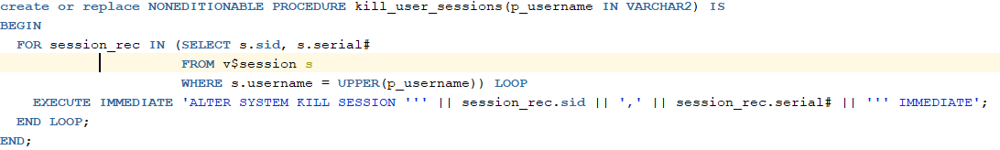 create or replace NONEDITIONABLE PROCEDURE kill_user_sessions(p_username IN VARCHAR2) IS
BEGIN
  FOR session_rec IN (SELECT s.sid, s.serial#
                      FROM v$session s
                      WHERE s.username = UPPER(p_username)) LOOP
    EXECUTE IMMEDIATE 'ALTER SYSTEM KILL SESSION ''' || session_rec.sid || ',' || session_rec.serial# || ''' IMMEDIATE';
  END LOOP;
END;